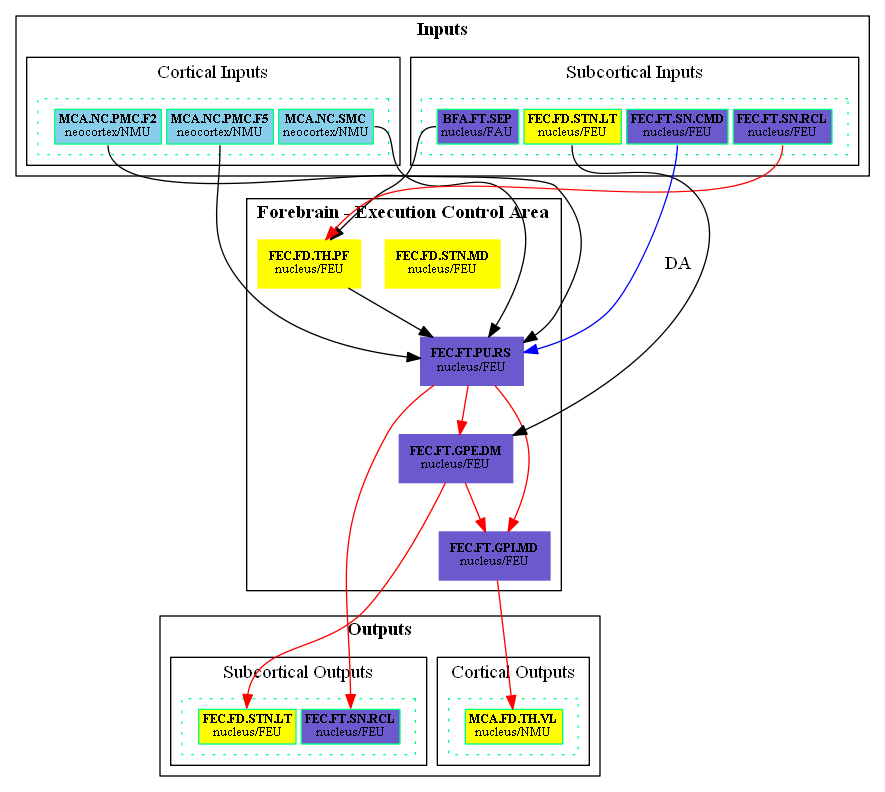 Inputs
Cortical Inputs
Subcortical Inputs
MCA.NC.PMC.F2
neocortex/NMU
MCA.NC.PMC.F5
neocortex/NMU
MCA.NC.SMC
neocortex/NMU
BFA.FT.SEP
nucleus/FAU
FEC.FD.STN.LT
nucleus/FEU
FEC.FT.SN.CMD
nucleus/FEU
FEC.FT.SN.RCL
nucleus/FEU
Forebrain - Execution Control Area
FEC.FD.TH.PF
nucleus/FEU
FEC.FD.STN.MD
nucleus/FEU
DA
FEC.FT.PU.RS
nucleus/FEU
FEC.FT.GPE.DM
nucleus/FEU
FEC.FT.GPI.MD
nucleus/FEU
Outputs
Subcortical Outputs
Cortical Outputs
FEC.FD.STN.LT
nucleus/FEU
FEC.FT.SN.RCL
nucleus/FEU
MCA.FD.TH.VL
nucleus/NMU